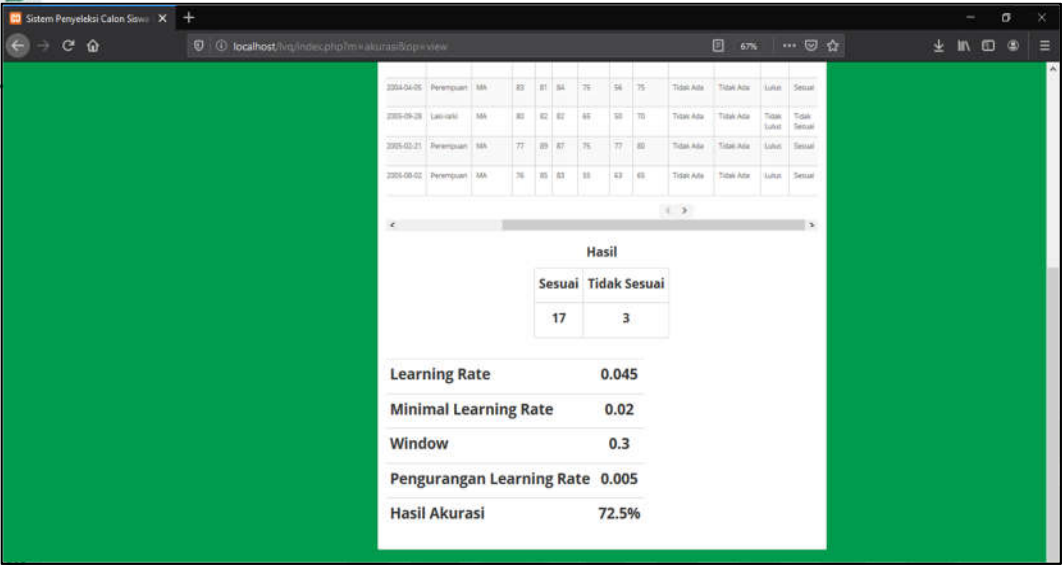 Sistem Penyeleksi Calon Siswa
localhost/lvq/index.php?m=akurasi&op=view
67%
2004-04-05 Perempuan MA 83 81 84 75 56 75 Tidak Ada Tidak Ada Lulus Sesuai
2005-09-28 Laki-laki MA 80 82 82 65 50 70 Tidak Ada Tidak Ada Tidak Lulus Tidak Sesuai
2005-02-21 Perempuan MA 77 89 87 75 77 80 Tidak Ada Tidak Ada Lulus Sesuai
2005-08-02 Perempuan MA 76 85 83 55 63 65 Tidak Ada Tidak Ada Lulus Sesuai
Hasil
Sesuai Tidak Sesuai
17 3
Learning Rate 0.045
Minimal Learning Rate 0.02
Window 0.3
Pengurangan Learning Rate 0.005
Hasil Akurasi 72.5%